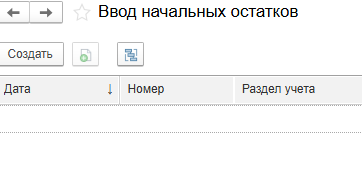 Ввод начальных остатков
Создать
Дата ↓ Номер Раздел учета